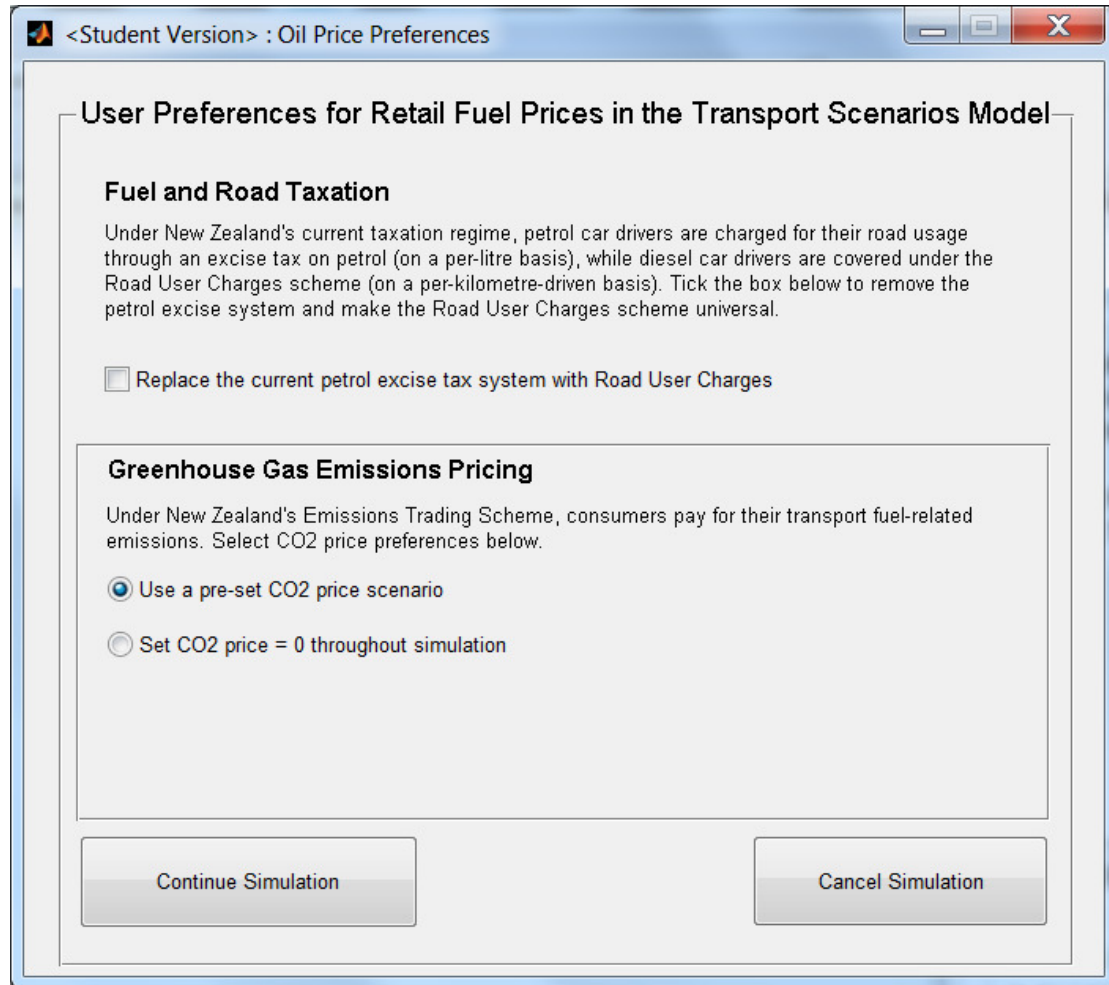 <Student Version> : Oil Price Preferences
User Preferences for Retail Fuel Prices in the Transport Scenarios Model
Fuel and Road Taxation
Under New Zealand's current taxation regime, petrol car drivers are charged for their road usage
through an excise tax on petrol (on a per-litre basis), while diesel car drivers are covered under the
Road User Charges scheme (on a per-kilometre-driven basis). Tick the box below to remove the
petrol excise system and make the Road User Charges scheme universal.
Replace the current petrol excise tax system with Road User Charges
Greenhouse Gas Emissions Pricing
Under New Zealand's Emissions Trading Scheme, consumers pay for their transport fuel-related
emissions. Select CO2 price preferences below.
Use a pre-set CO2 price scenario
Set CO2 price = 0 throughout simulation
Continue Simulation
Cancel Simulation